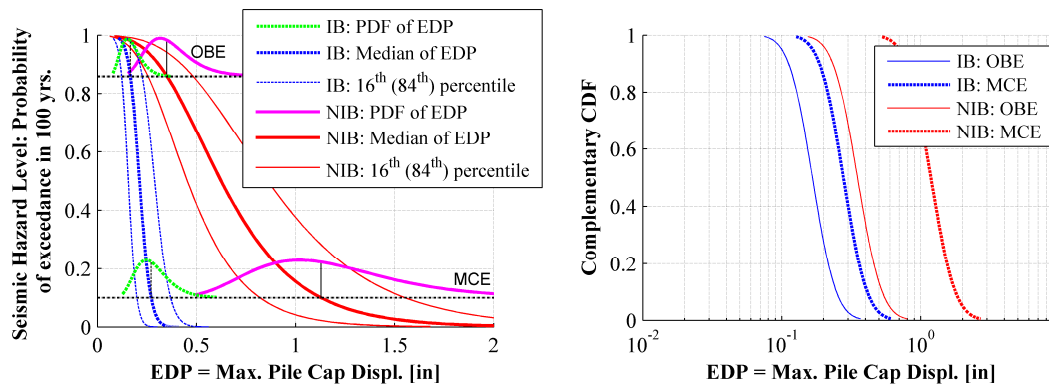 Seismic Hazard Level: Probability
of exceedance in 100 yrs.
1
0.8
0.6
0.4
0.2
0
0
0.5
1
1.5
2
EDP = Max. Pile Cap Displ. [in]
OBE
MCE
IB: PDF of EDP
IB: Median of EDP
IB: 16th (84th) percentile
NIB: PDF of EDP
NIB: Median of EDP
NIB: 16th (84th) percentile
Complementary CDF
1
0.8
0.6
0.4
0.2
0
10-2
10-1
100
EDP = Max. Pile Cap Displ. [in]
IB: OBE
IB: MCE
NIB: OBE
NIB: MCE